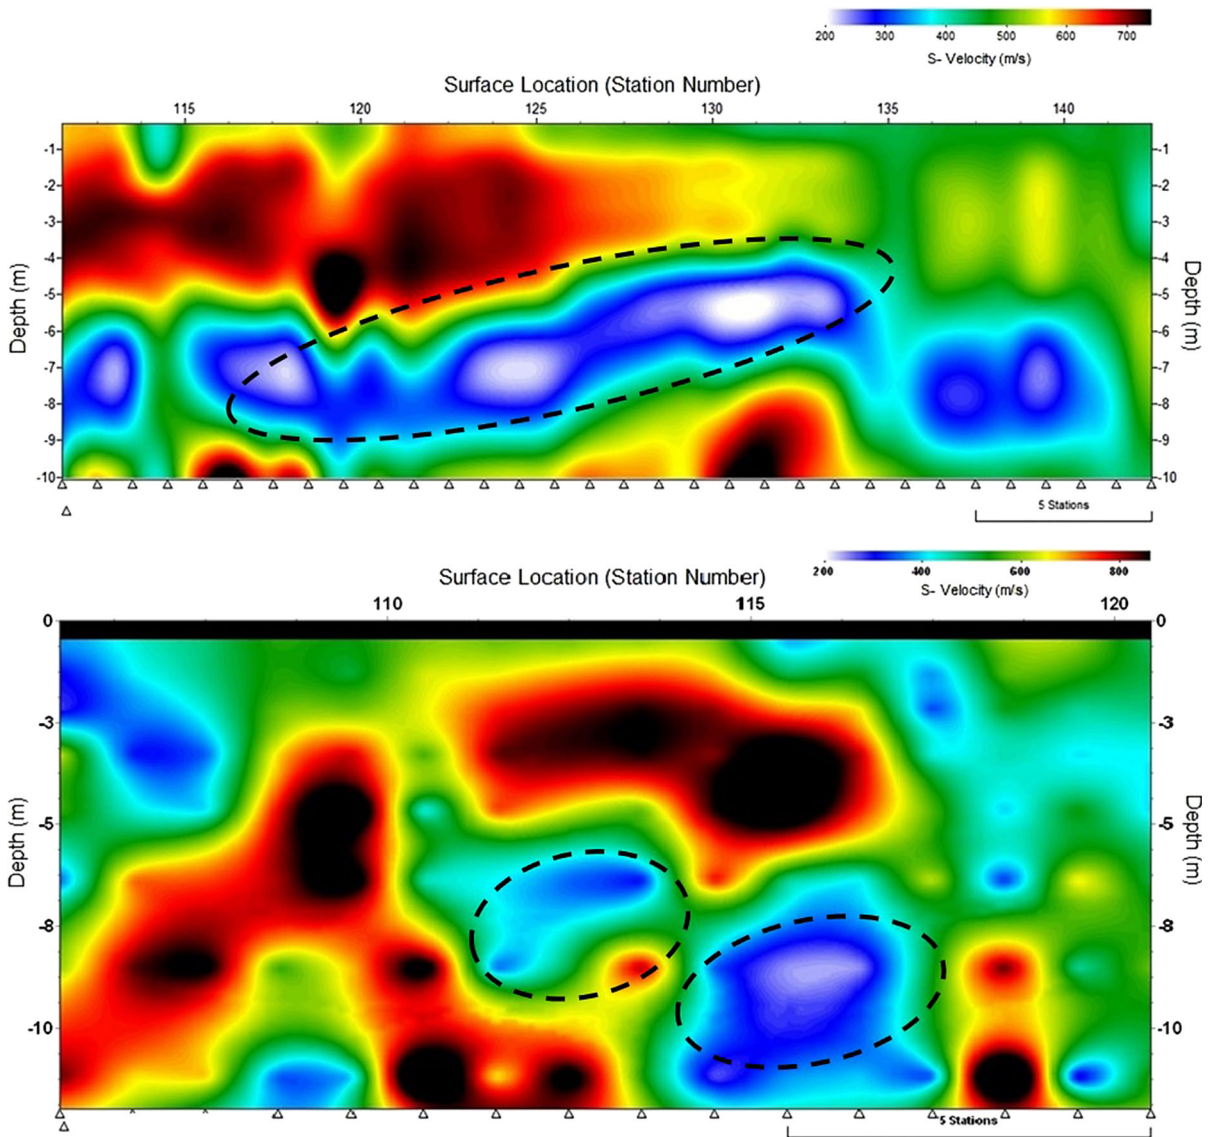 200 300 400 500 600 700
S- Velocity (m/s)
Surface Location (Station Number)
115 120 125 130 135 140
-1 -1
-2 -2
-3 -3
-4 -4
-5 -5
-6 -6
-7 -7
-8 -8
-9 -9
-10 -10
Depth (m)
Depth (m)
5 Stations
200 400 600 800
S- Velocity (m/s)
Surface Location (Station Number)
110 115 120
0 0
-3 -3
-5 -5
-8 -8
-10 -10
Depth (m)
Depth (m)
5 Stations